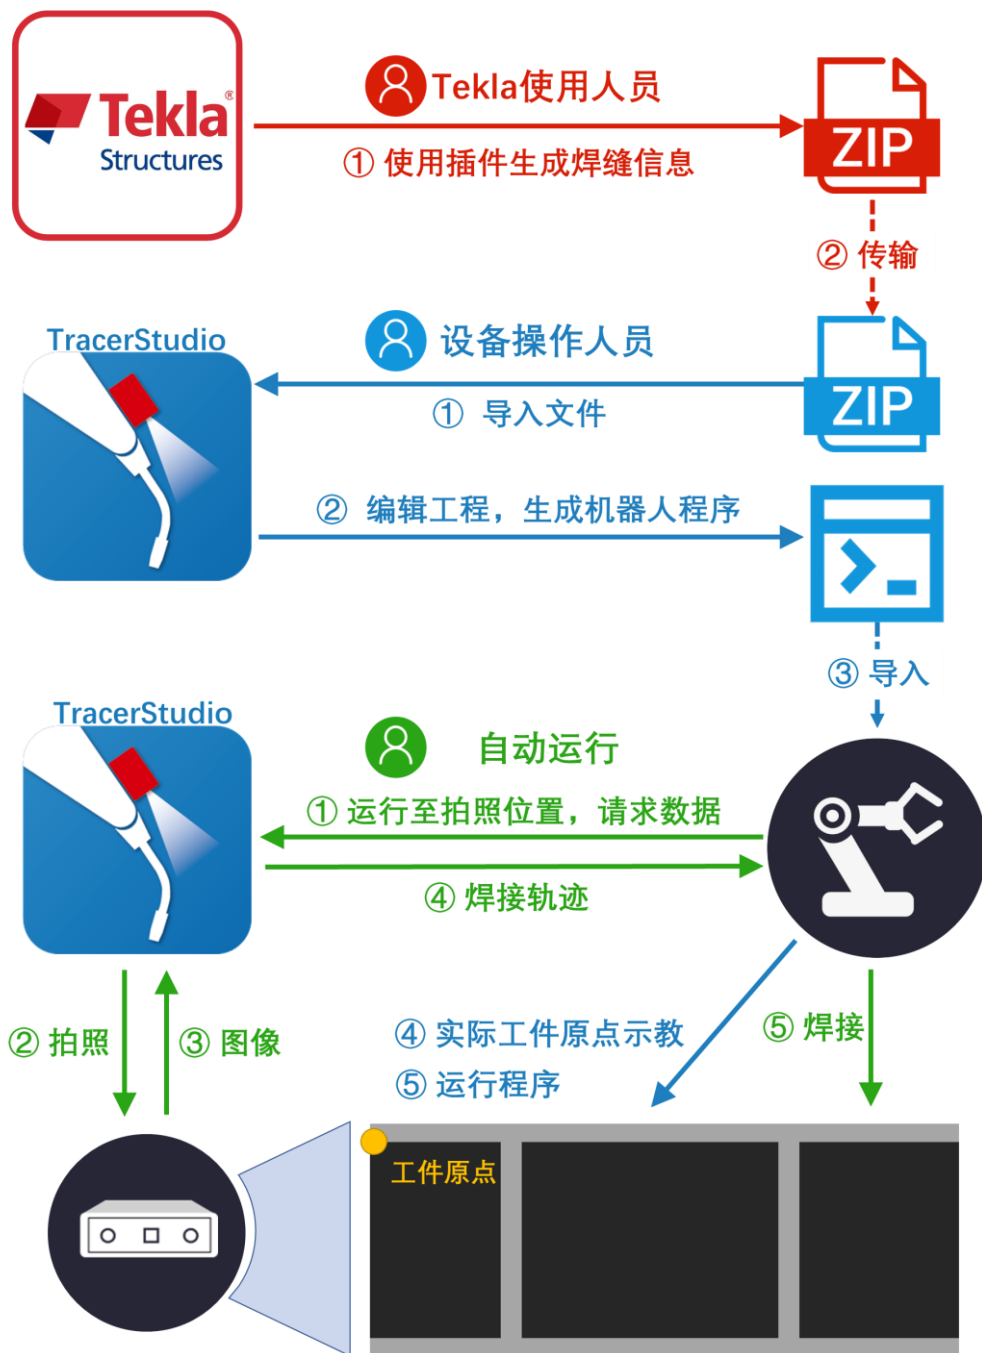 Tekla®
Structures
Tekla使用人员
① 使用插件生成焊缝信息
ZIP
② 传输
TracerStudio
设备操作人员
① 导入文件
ZIP
② 编辑工程，生成机器人程序
③ 导入
TracerStudio
自动运行
① 运行至拍照位置，请求数据
④ 焊接轨迹
② 拍照
③ 图像
④ 实际工件原点示教
⑤ 运行程序
⑤ 焊接
工件原点